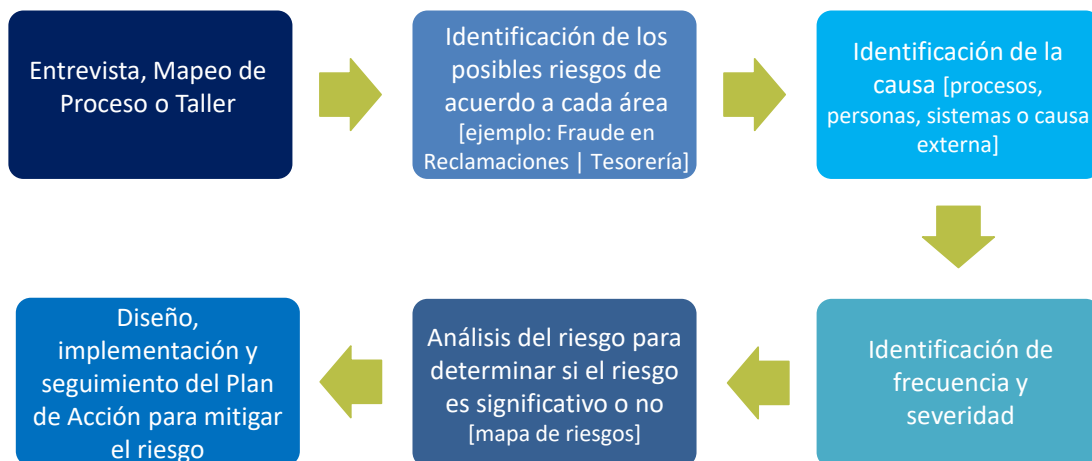 Entrevista, Mapeo de
Proceso o Taller
Identificación de los
posibles riesgos de
acuerdo a cada área
[ejemplo: Fraude en
Reclamaciones | Tesorería]
Identificación de la
causa [procesos,
personas, sistemas o causa
externa]
Identificación de
frecuencia y
severidad
Análisis del riesgo para
determinar si el riesgo
es significativo o no
[mapa de riesgos]
Diseño,
implementación y
seguimiento del Plan
de Acción para mitigar
el riesgo